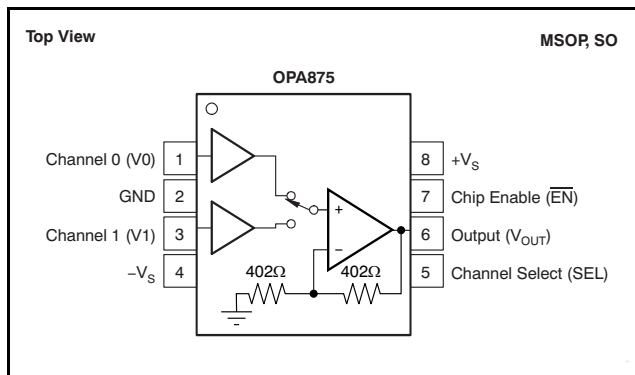 Top View
MSOP, SO
OPA875
Channel 0 (V0) 1
GND 2
Channel 1 (V1) 3
−VS 4
8 +VS
7 Chip Enable (EN)
6 Output (VOUT)
5 Channel Select (SEL)
+
−
402Ω 402Ω